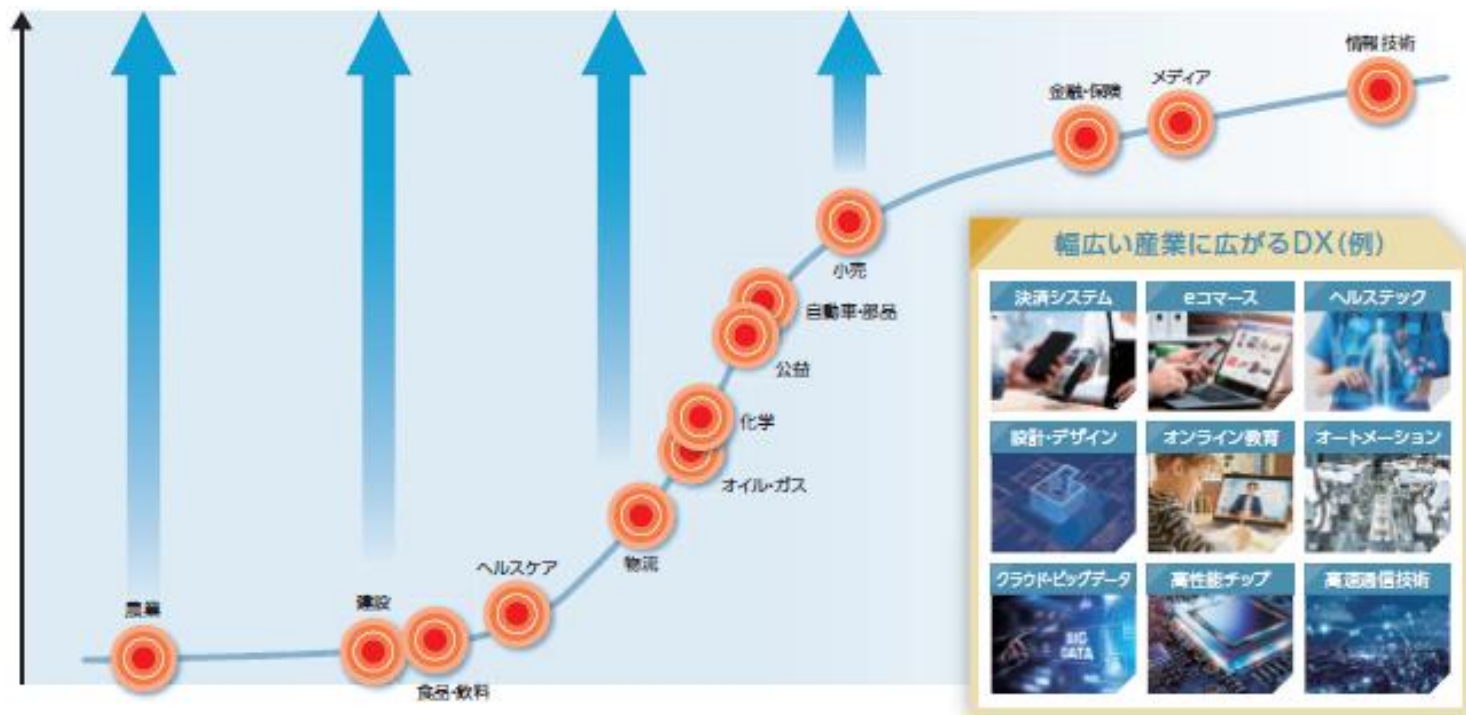 情報技術
メディア
金融・保険
小売
自動車・部品
公益
化学
オイル・ガス
物流
ヘルスケア
建設
農業
食品・飲料
幅広い産業に広がるDX(例)
決済システム
eコマース
ヘルステック
設計・デザイン
オンライン教育
オートメーション
クラウド・ビッグデータ
高性能チップ
高速通信技術
BIG
DATA